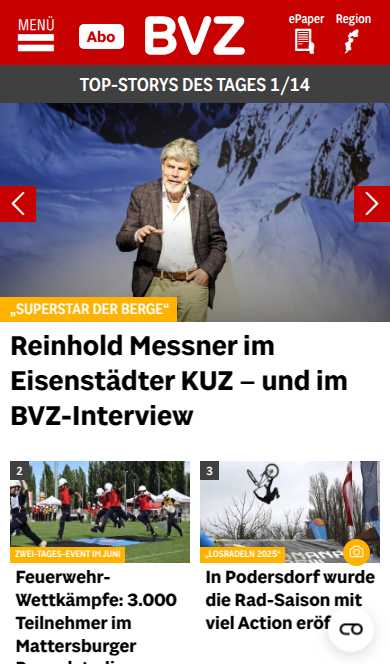 MENÜ
Abo
BVZ
ePaper
Region
TOP-STORYS DES TAGES 1/14
„SUPERSTAR DER BERGE“
Reinhold Messner im
Eisenstädter KUZ – und im
BVZ-Interview
2
ZWEI-TAGES-EVENT IM JUNI
Feuerwehr-
Wettkämpfe: 3.000
Teilnehmer im
Mattersburger
3
„LOSRADELN 2025“
In Podersdorf wurde
die Rad-Saison mit
viel Action eröf